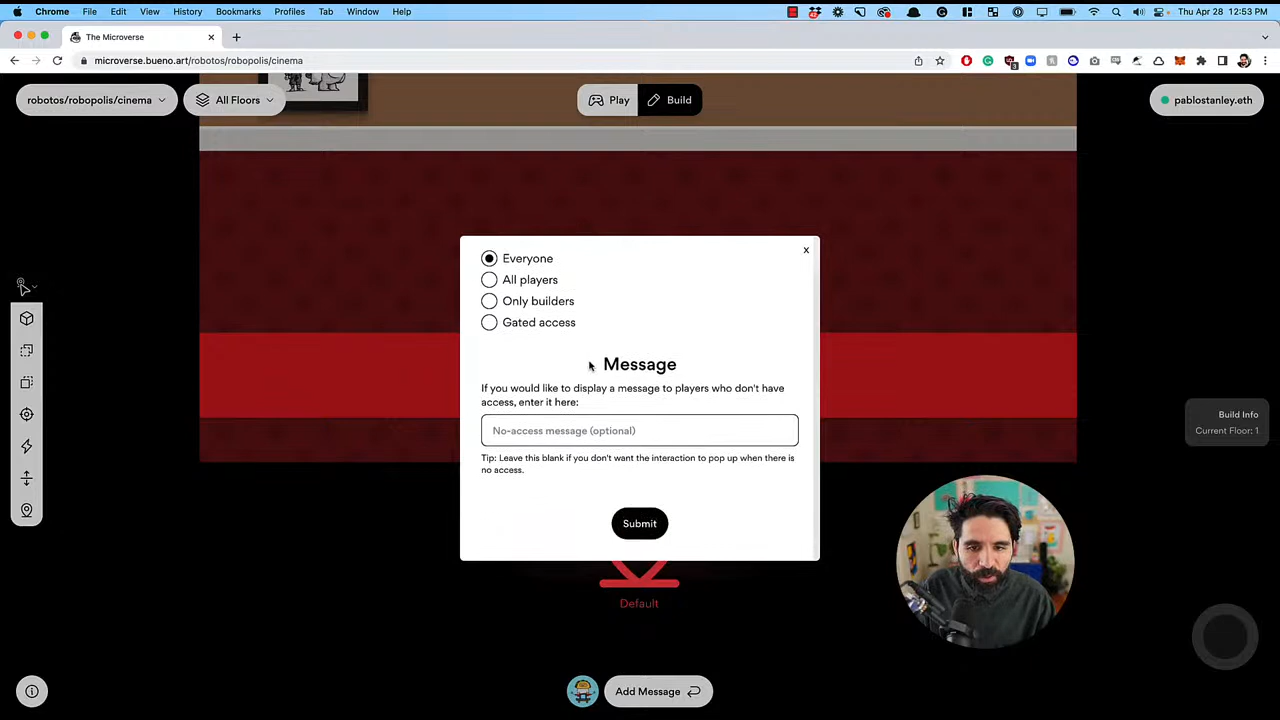 Chrome File Edit View History Bookmarks Profiles Tab Window Help Thu Apr 28 12:53 PM
The Microverse
microverse.bueno.art/robotos/robopolis/cinema
robotos/robopolis/cinema All Floors Play Build pablostanley.eth
x
Everyone
All players
Only builders
Gated access
Message
If you would like to display a message to players who don't have
access, enter it here:
No-access message (optional)
Tip: Leave this blank if you don't want the interaction to pop up when there is
no access.
Submit
Build Info
Current Floor: 1
Default
Add Message